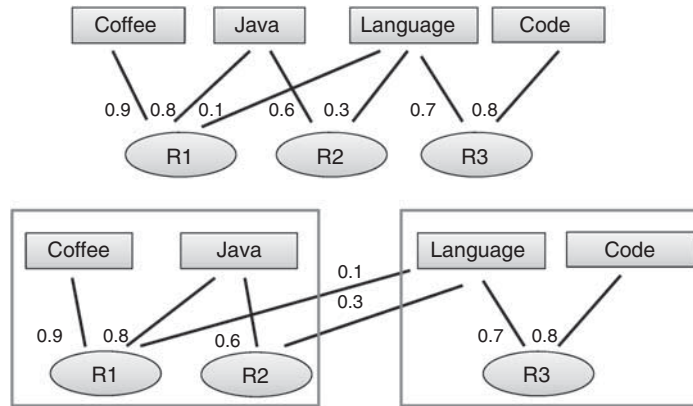 Coffee Java Language Code
0.9 0.8 0.1 0.6 0.3 0.7 0.8
R1 R2 R3
Coffee Java Language Code
0.1
0.3
0.9 0.8 0.6 0.7 0.8
R1 R2 R3